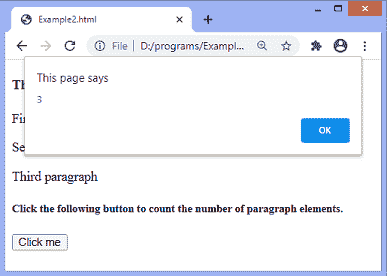 Example2.html
File
D:/programs/Exampl...
This page says
3
OK
Th
Fir
Se
Third paragraph
Click the following button to count the number of paragraph elements.
Click me